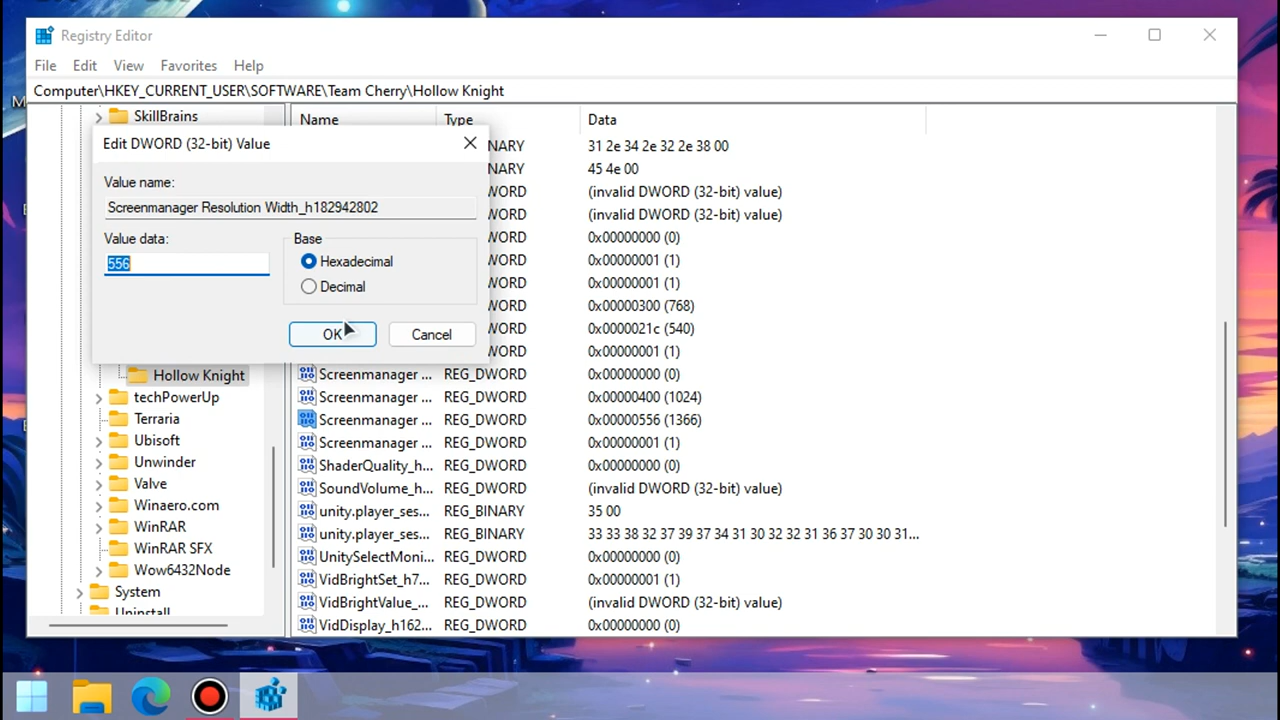 Registry Editor
File Edit View Favorites Help
Computer\HKEY_CURRENT_USER\SOFTWARE\Team Cherry\Hollow Knight
SkillBrains
Edit DWORD (32-bit) Value
Value name:
Screenmanager Resolution Width_h182942802
Value data:
556
Base
Hexadecimal
Decimal
OK Cancel
Hollow Knight
techPowerUp
Terraria
Ubisoft
Unwinder
Valve
Winaero.com
WinRAR
WinRAR SFX
Wow6432Node
System
Uninstall
Name Type Data
NARY 31 2e 34 2e 32 2e 38 00
NARY 45 4e 00
WORD (invalid DWORD (32-bit) value)
WORD (invalid DWORD (32-bit) value)
WORD 0x00000000 (0)
WORD 0x00000001 (1)
WORD 0x00000001 (1)
WORD 0x00000300 (768)
WORD 0x0000021c (540)
WORD 0x00000001 (1)
Screenmanager ... REG_DWORD 0x00000000 (0)
Screenmanager ... REG_DWORD 0x00000400 (1024)
Screenmanager ... REG_DWORD 0x00000556 (1366)
Screenmanager ... REG_DWORD 0x00000001 (1)
ShaderQuality_h... REG_DWORD 0x00000000 (0)
SoundVolume_h... REG_DWORD (invalid DWORD (32-bit) value)
unity.player_ses... REG_BINARY 35 00
unity.player_ses... REG_BINARY 33 33 38 32 37 39 37 34 31 30 32 32 31 36 37 30 30 31...
UnitySelectMoni... REG_DWORD 0x00000000 (0)
VidBrightSet_h7... REG_DWORD 0x00000001 (1)
VidBrightValue_... REG_DWORD (invalid DWORD (32-bit) value)
VidDisplay_h162... REG_DWORD 0x00000000 (0)